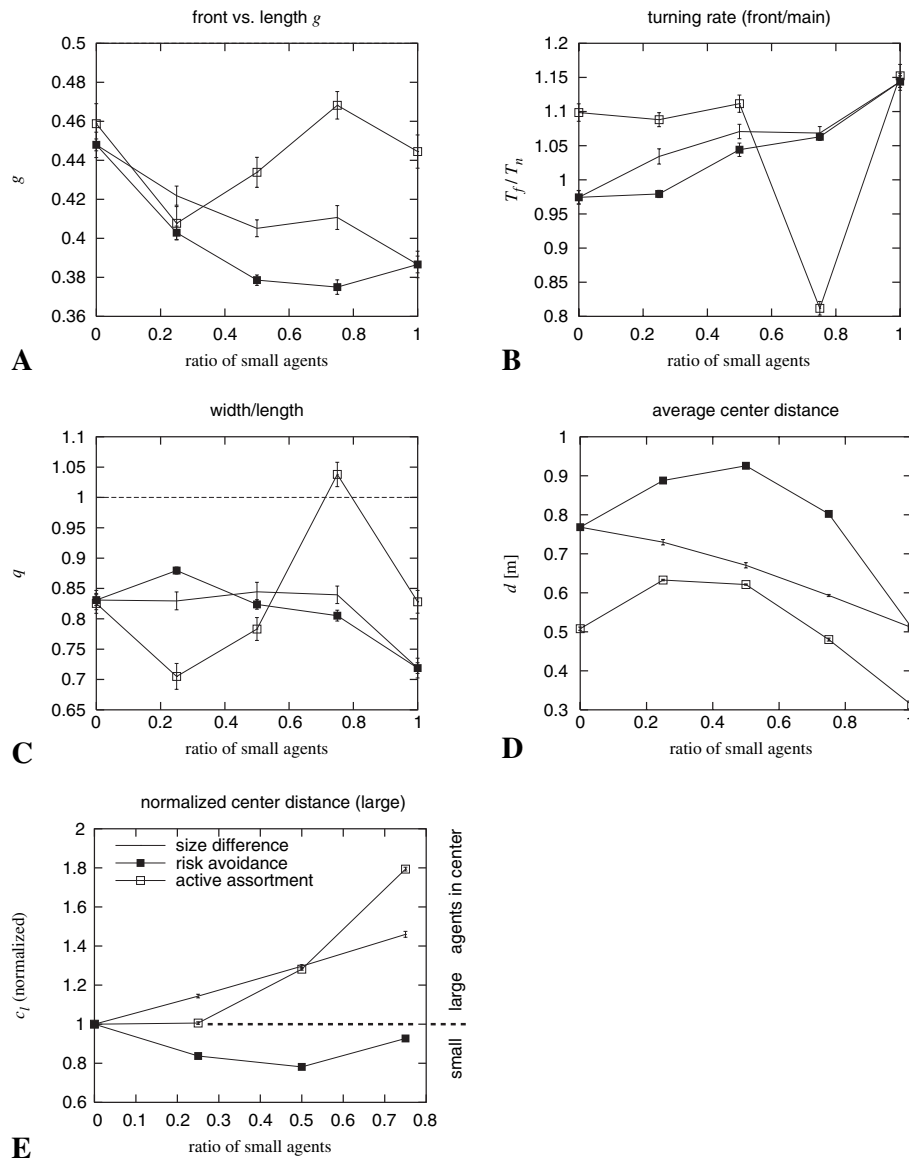 front vs. length g
0.5
0.48
0.46
0.44
0.42
0.4
0.38
0.36
g
0 0.2 0.4 0.6 0.8 1
ratio of small agents
A
turning rate (front/main)
1.2
1.15
1.1
1.05
1
0.95
0.9
0.85
0.8
T_f / T_n
0 0.2 0.4 0.6 0.8 1
ratio of small agents
B
width/length
1.1
1.05
1
0.95
0.9
0.85
0.8
0.75
0.7
0.65
q
0 0.2 0.4 0.6 0.8 1
ratio of small agents
C
average center distance
1
0.9
0.8
0.7
0.6
0.5
0.4
0.3
d [m]
0 0.2 0.4 0.6 0.8 1
ratio of small agents
D
normalized center distance (large)
2
1.8
1.6
1.4
1.2
1
0.8
0.6
c_l (normalized)
size difference
risk avoidance
active assortment
0 0.1 0.2 0.3 0.4 0.5 0.6 0.7 0.8
ratio of small agents
small large agents in center
E